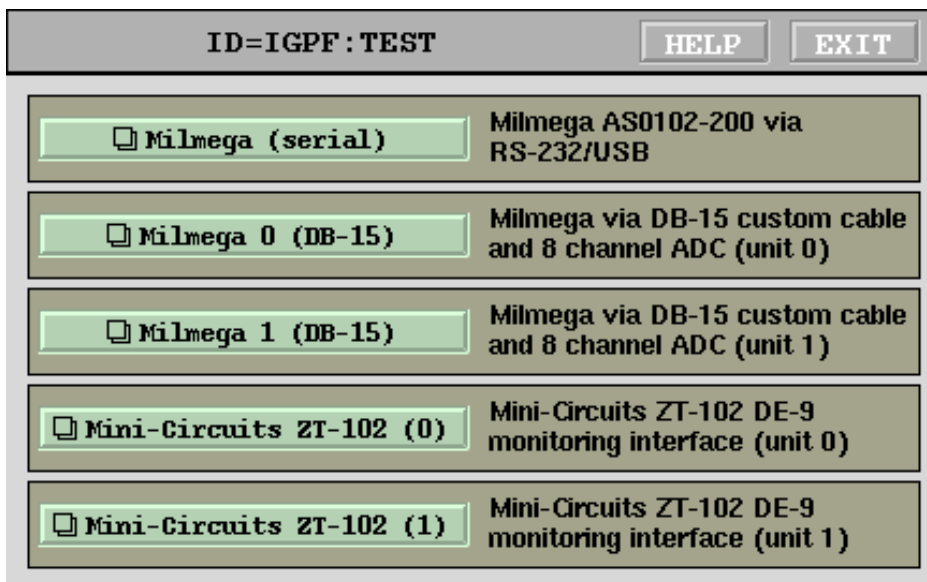 ID=IGPF:TEST
HELP
EXIT
Milmega (serial)
Milmega AS0102-200 via
RS-232/USB
Milmega 0 (DB-15)
Milmega via DB-15 custom cable
and 8 channel ADC (unit 0)
Milmega 1 (DB-15)
Milmega via DB-15 custom cable
and 8 channel ADC (unit 1)
Mini-Circuits ZT-102 (0)
Mini-Circuits ZT-102 DE-9
monitoring interface (unit 0)
Mini-Circuits ZT-102 (1)
Mini-Circuits ZT-102 DE-9
monitoring interface (unit 1)